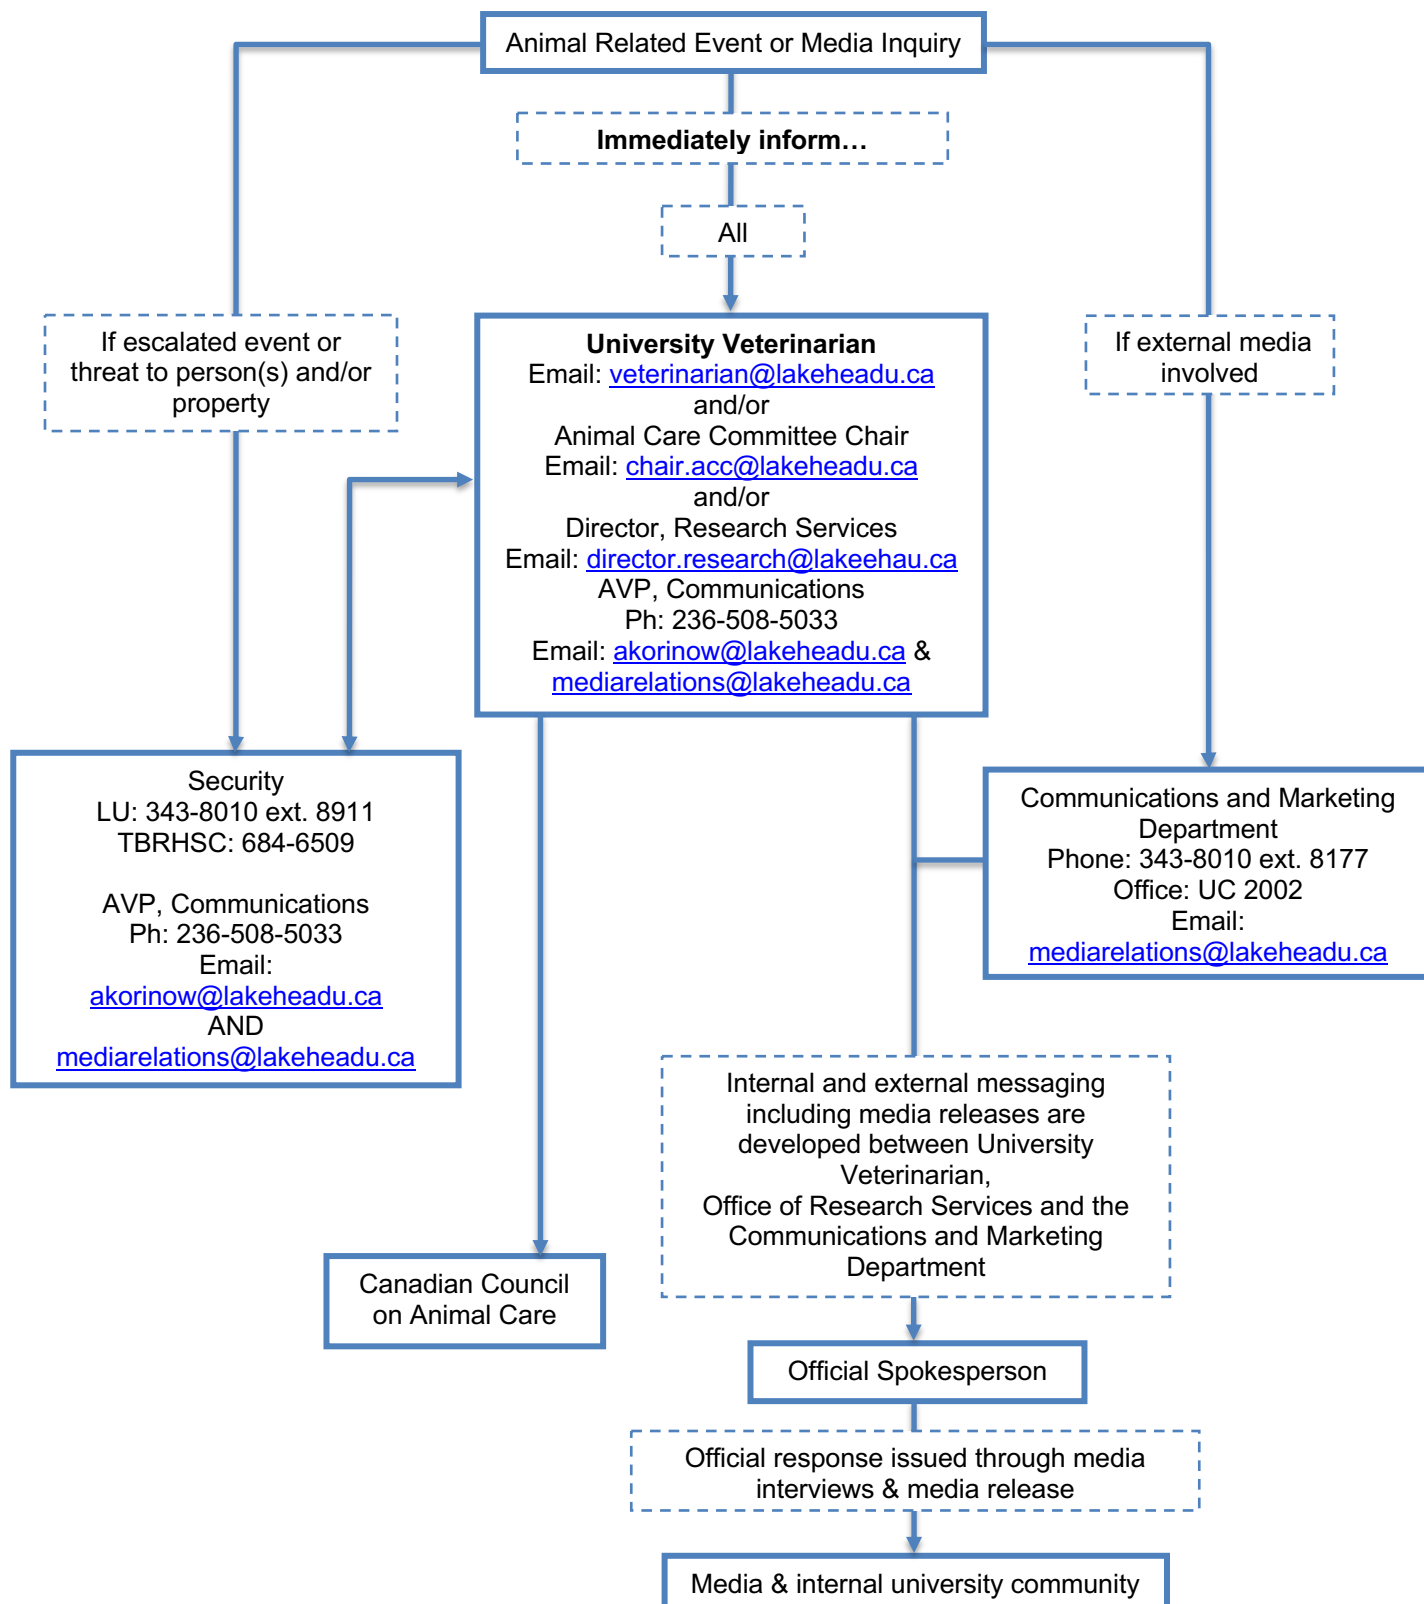 Animal Related Event or Media Inquiry
Immediately inform…
All
If escalated event or
threat to person(s) and/or
property
University Veterinarian
Email: veterinarian@lakeheadu.ca
and/or
Animal Care Committee Chair
Email: chair.acc@lakeheadu.ca
and/or
Director, Research Services
Email: director.research@lakeehau.ca
AVP, Communications
Ph: 236-508-5033
Email: akorinow@lakeheadu.ca &
mediarelations@lakeheadu.ca
If external media
involved
Security
LU: 343-8010 ext. 8911
TBRHSC: 684-6509
AVP, Communications
Ph: 236-508-5033
Email:
akorinow@lakeheadu.ca
AND
mediarelations@lakeheadu.ca
Communications and Marketing
Department
Phone: 343-8010 ext. 8177
Office: UC 2002
Email:
mediarelations@lakeheadu.ca
Internal and external messaging
including media releases are
developed between University
Veterinarian,
Office of Research Services and the
Communications and Marketing
Department
Canadian Council
on Animal Care
Official Spokesperson
Official response issued through media
interviews & media release
Media & internal university community